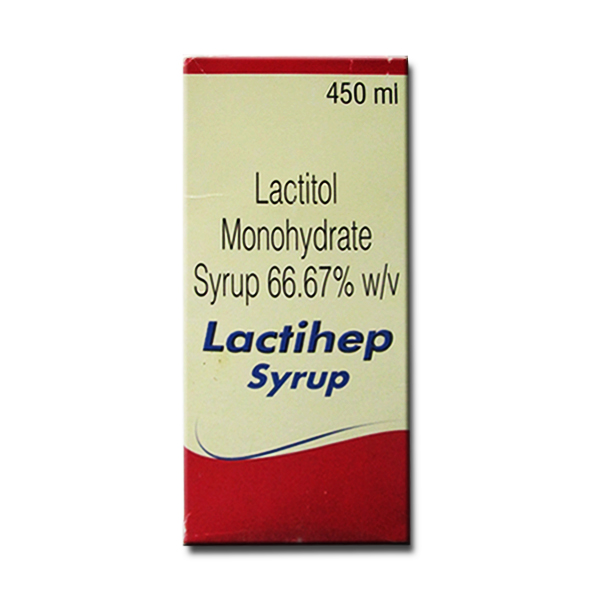 450 ml
Lactitol
Monohydrate
Syrup 66.67% w/v
Lactihep
Syrup